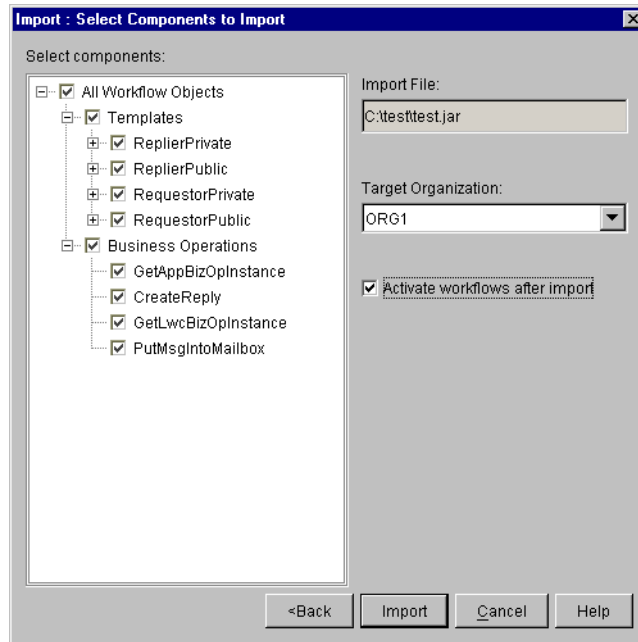 Import : Select Components to Import
Select components:
All Workflow Objects
Templates
ReplierPrivate
ReplierPublic
RequestorPrivate
RequestorPublic
Business Operations
GetAppBizOpInstance
CreateReply
GetLwcBizOpInstance
PutMsgIntoMailbox
Import File:
C:\test\test.jar
Target Organization:
ORG1
Activate workflows after import
<Back
Import
Cancel
Help